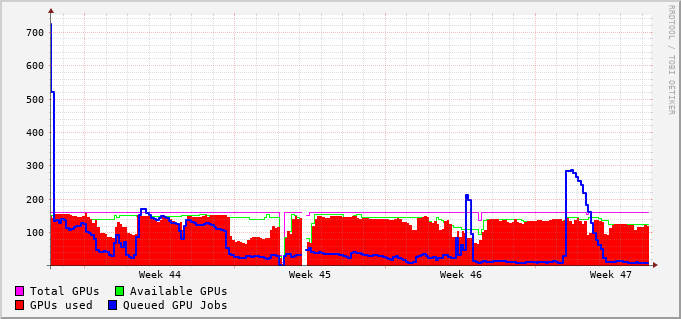 RRDTOOL / TOBI OETIKER
700
600
500
400
300
200
100
Week 44 Week 45 Week 46 Week 47
Total GPUs Available GPUs
GPUs used Queued GPU Jobs